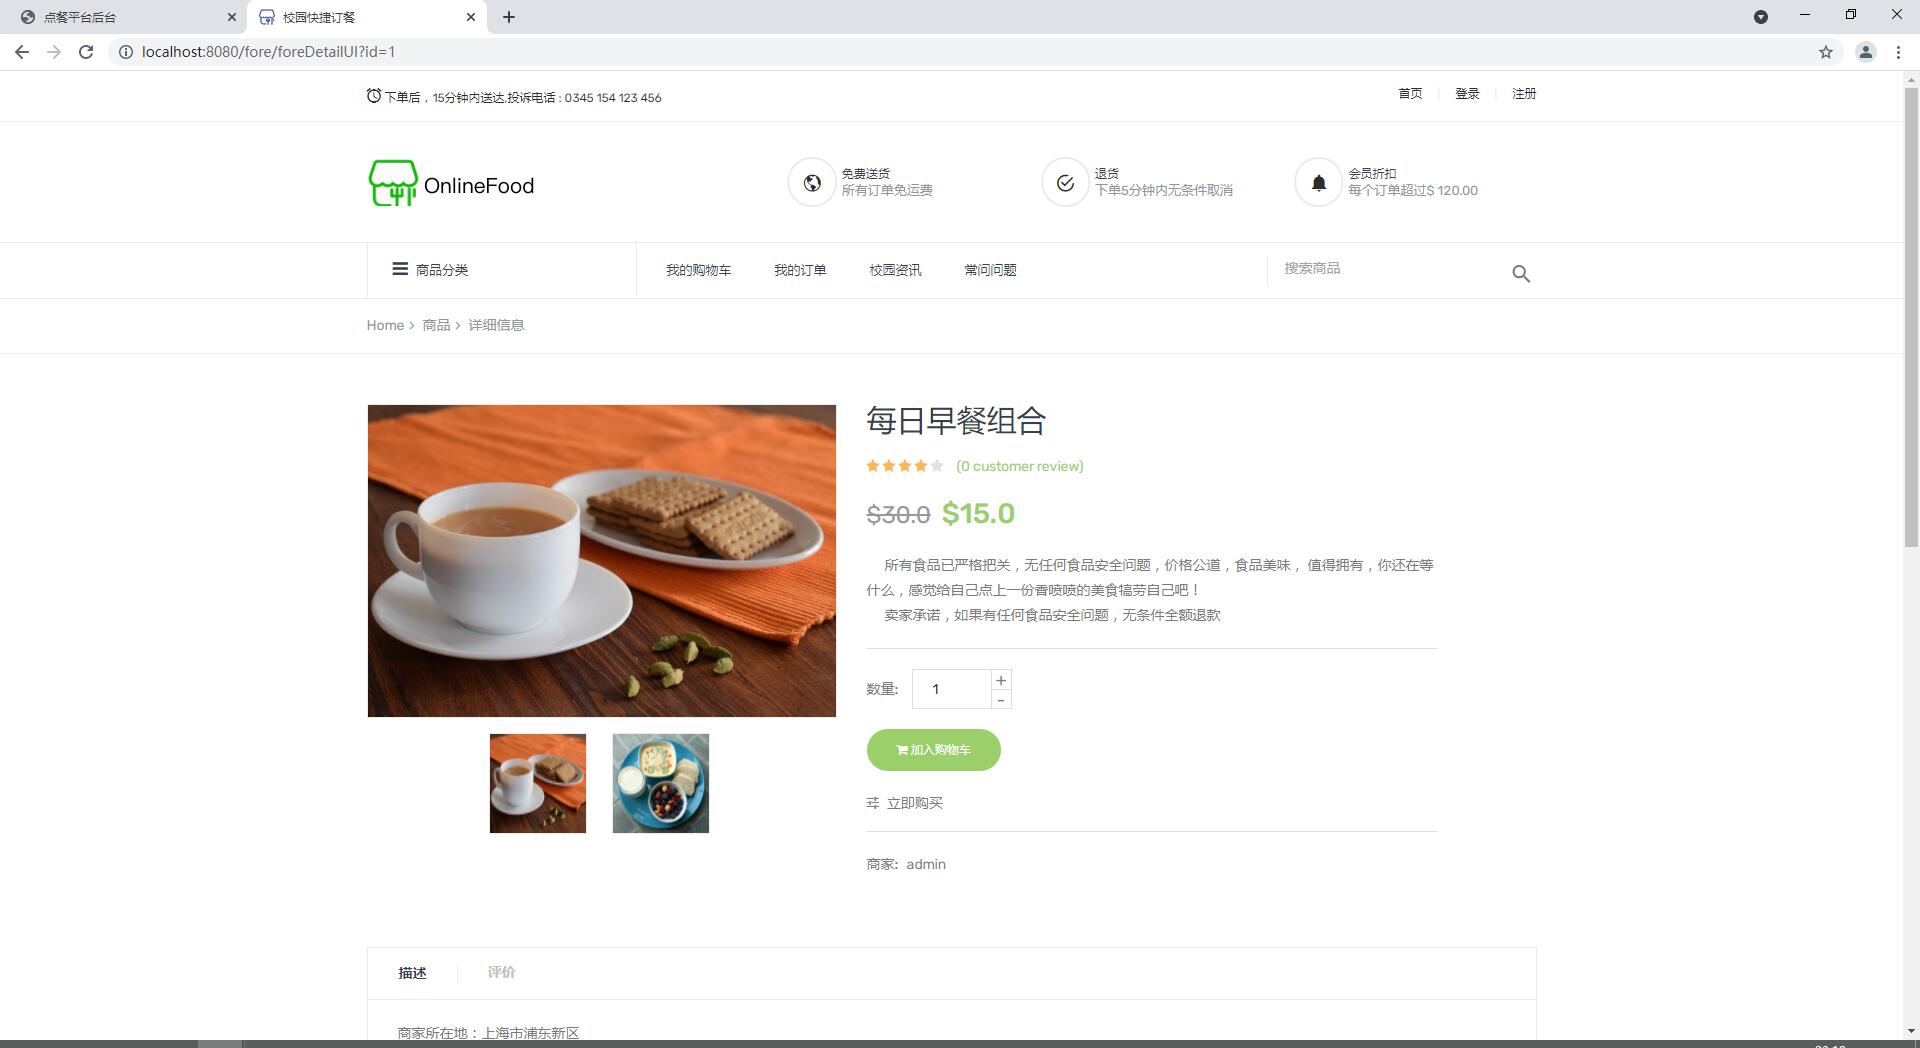 点餐平台后台
校园快捷订餐
localhost:8080/fore/foreDetailUI?id=1
下单后，15分钟内送达,投诉电话 : 0345 154 123 456
首页
登录
注册
OnlineFood
免费送货
所有订单免运费
退货
下单5分钟内无条件取消
会员折扣
每个订单超过$ 120.00
商品分类
我的购物车
我的订单
校园资讯
常问问题
搜索商品
Home > 商品 > 详细信息
每日早餐组合
(0 customer review)
$30.0 $15.0
所有食品已严格把关，无任何食品安全问题，价格公道，食品美味， 值得拥有，你还在等
什么，感觉给自己点上一份香喷喷的美食犒劳自己吧！
卖家承诺，如果有任何食品安全问题，无条件全额退款
数量:
1
+
-
加入购物车
立即购买
商家: admin
描述
评价
商家所在地：上海市浦东新区